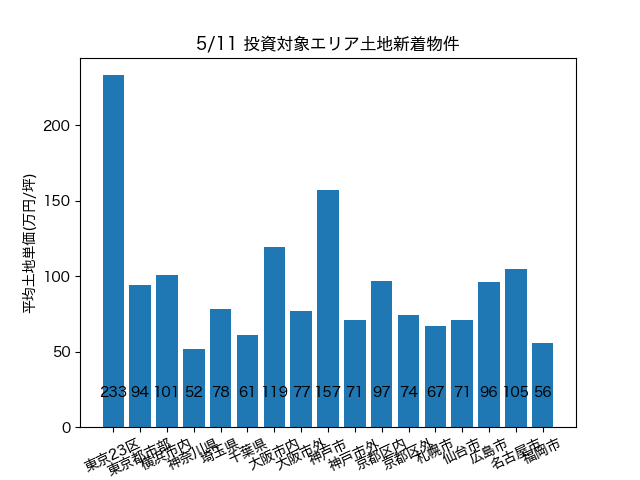 5/11 投資対象エリア土地新着物件
平均土地単価(万円/坪)
200
150
100
50
0
233 94 101 52 78 61 119 77 157 71 97 74 67 71 96 105 56
東京23区 東京都市部 横浜市内 神奈川県 埼玉県 千葉県 大阪市内 大阪市外 神戸市 神戸市外 京都区内 京都区外 札幌市 仙台市 広島市 名古屋市 福岡市